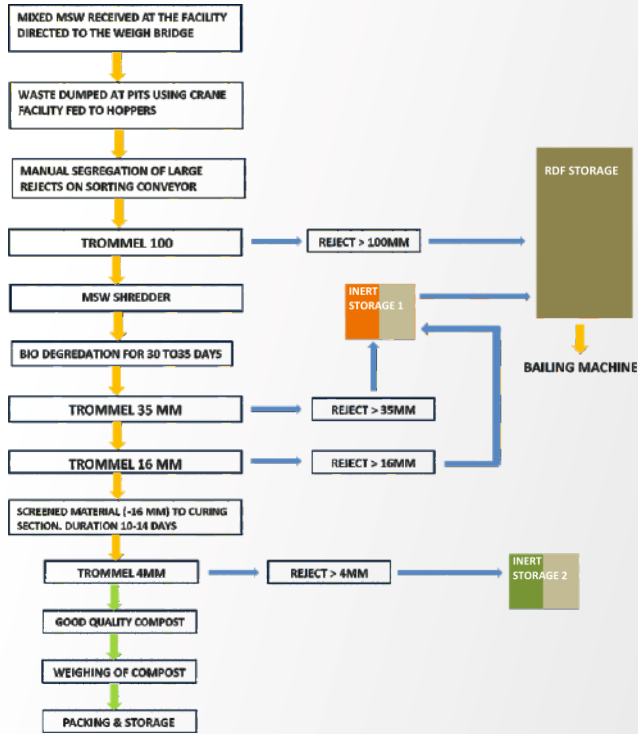 MIXED MSW RECEIVED AT THE FACILITY
DIRECTED TO THE WEIGH BRIDGE
WASTE DUMPED AT PITS USING CRANE
FACILITY FED TO HOPPERS
MANUAL SEGREGATION OF LARGE
REJECTS ON SORTING CONVEYOR
RDF STORAGE
TROMMEL 100
REJECT > 100MM
MSW SHREDDER
INERT
STORAGE 1
BIO DEGREDATION FOR 30 TO35 DAYS
BAILING MACHINE
TROMMEL 35 MM
REJECT > 35MM
TROMMEL 16 MM
REJECT > 16MM
SCREENED MATERIAL (-16 MM) TO CURING
SECTION. DURATION 10-14 DAYS
TROMMEL 4MM
REJECT > 4MM
INERT
STORAGE 2
GOOD QUALITY COMPOST
WEIGHING OF COMPOST
PACKING & STORAGE